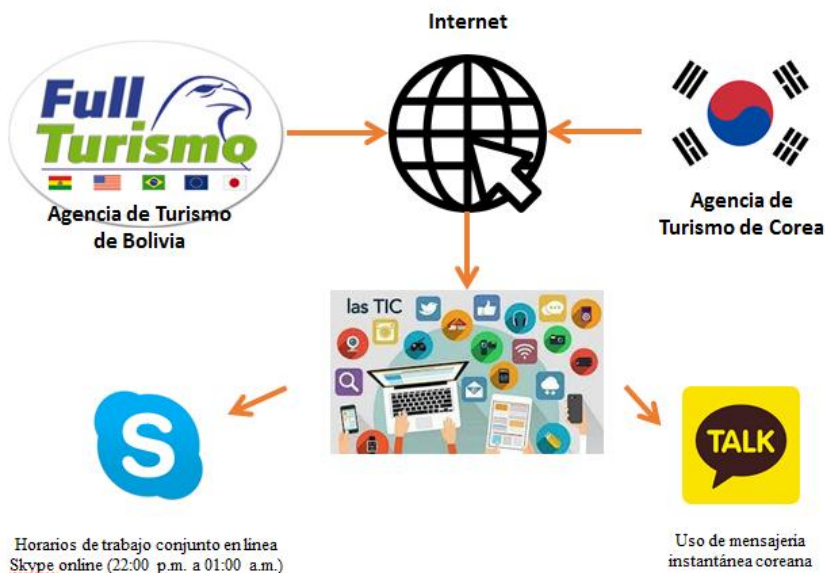 Internet
Full
Turismo
Agencia de Turismo
de Bolivia
Agencia de
Turismo de Corea
las TIC
S
TALK
Horarios de trabajo conjunto en linea
Skype online (22:00 p.m. a 01:00 a.m.)
Uso de mensajería
instantánea coreana